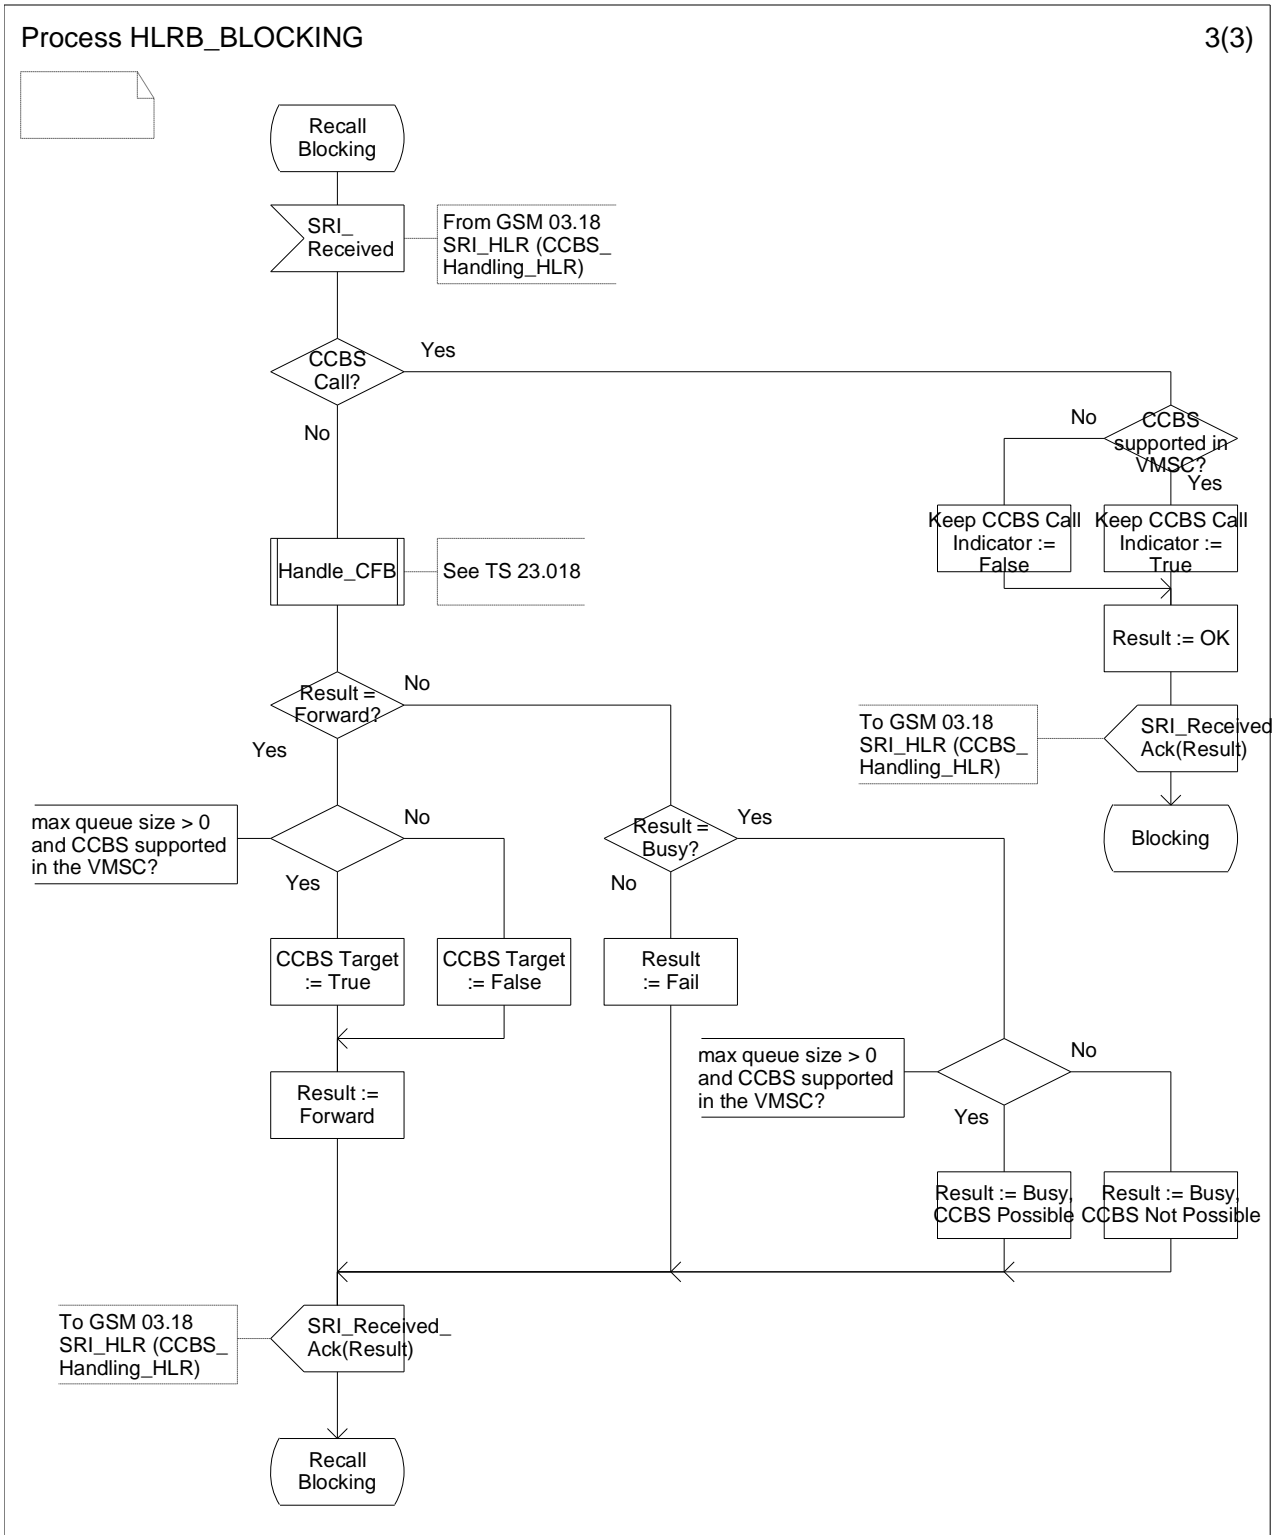 Process HLRB_BLOCKING
3(3)
Recall
Blocking
SRI_
Received
From GSM 03.18
SRI_HLR (CCBS_
Handling_HLR)
CCBS
Call?
Yes
No
No
CCBS
supported in
VMSC?
Yes
Keep CCBS Call
Indicator :=
False
Keep CCBS Call
Indicator :=
True
Handle_CFB
See TS 23.018
Result := OK
Result =
Forward?
No
Yes
To GSM 03.18
SRI_HLR (CCBS_
Handling_HLR)
SRI_Received
Ack(Result)
Blocking
max queue size > 0
and CCBS supported
in the VMSC?
No
Yes
Result =
Busy?
Yes
No
CCBS Target
:= True
CCBS Target
:= False
Result
:= Fail
max queue size > 0
and CCBS supported
in the VMSC?
No
Yes
Result :=
Forward
Result := Busy,
CCBS Possible
Result := Busy,
CCBS Not Possible
To GSM 03.18
SRI_HLR (CCBS_
Handling_HLR)
SRI_Received_
Ack(Result)
Recall
Blocking